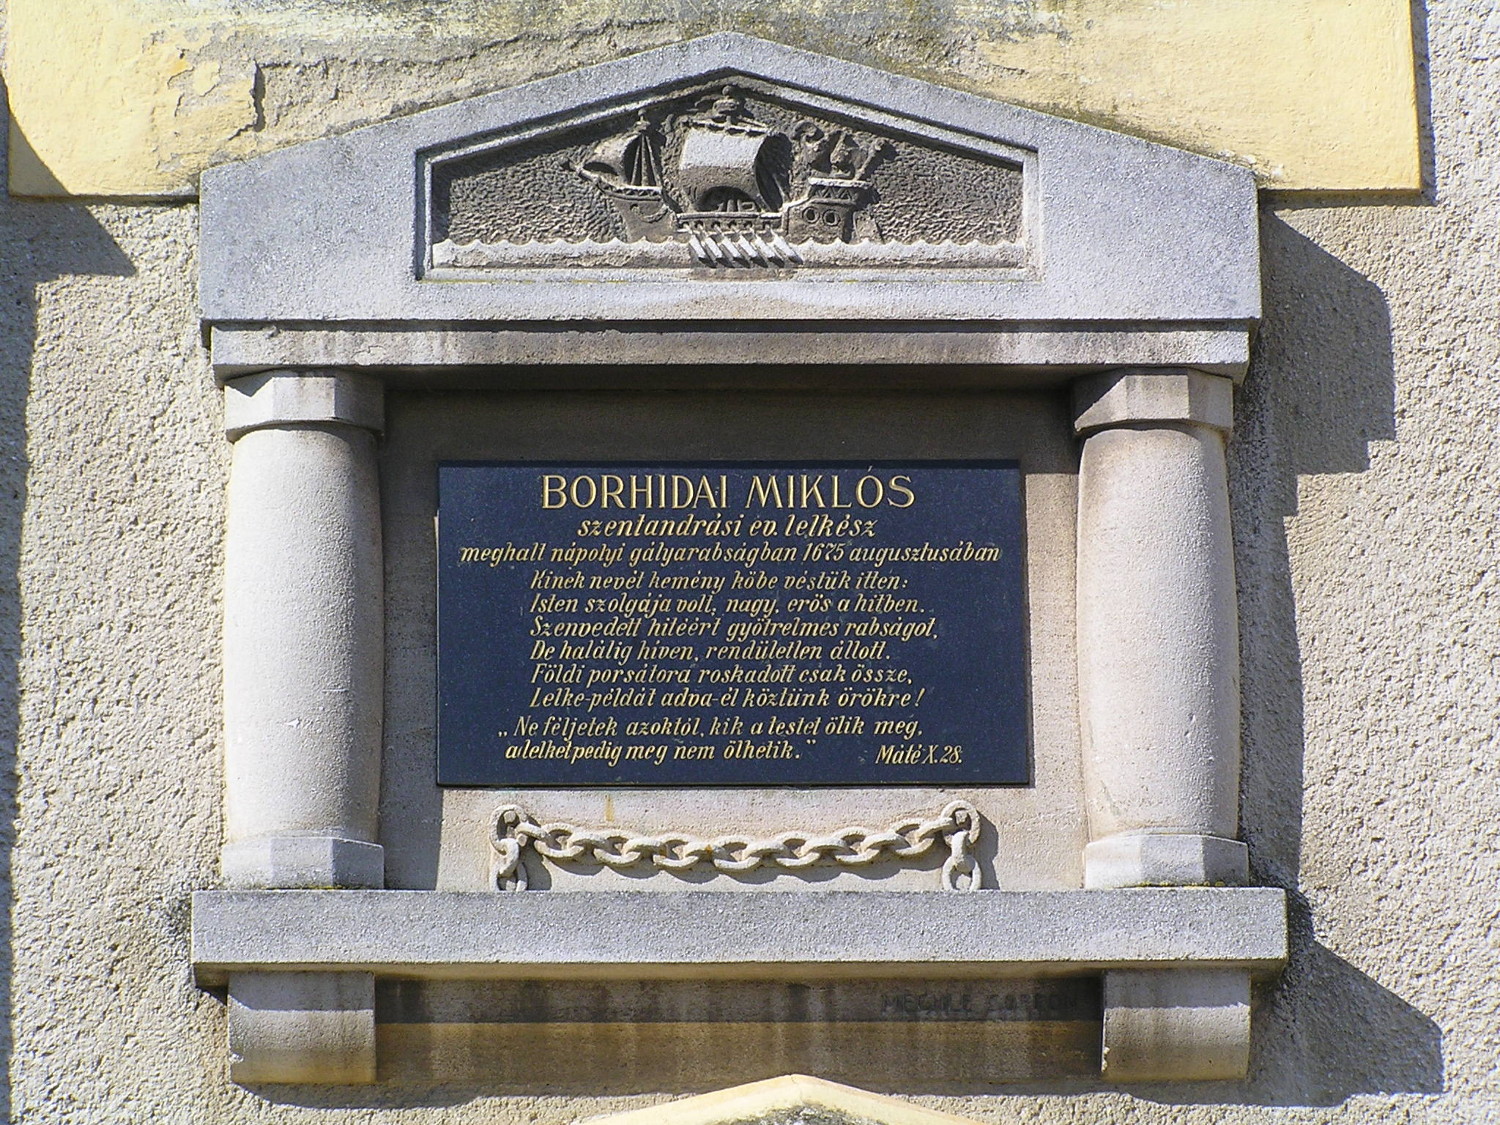 BORHIDAI MIKLÓS
szentandrási ev. lelkész
meghalt nápolyi gályarabságban 1675 augusztusában
Kinek nevét kemény kőbe véstük itten:
Isten szolgája volt, nagy, erős a hitben.
Szenvedett hitéért gyötrelmes rabságot,
De halálig híven, rendületlen állott.
Földi porsátora roskadott csak össze,
Lelke-példát adva-él köztünk örökre!
„Ne féljetek azoktól, kik a testet ölik meg,
a lelket pedig meg nem ölhetik.” Máté X. 28.